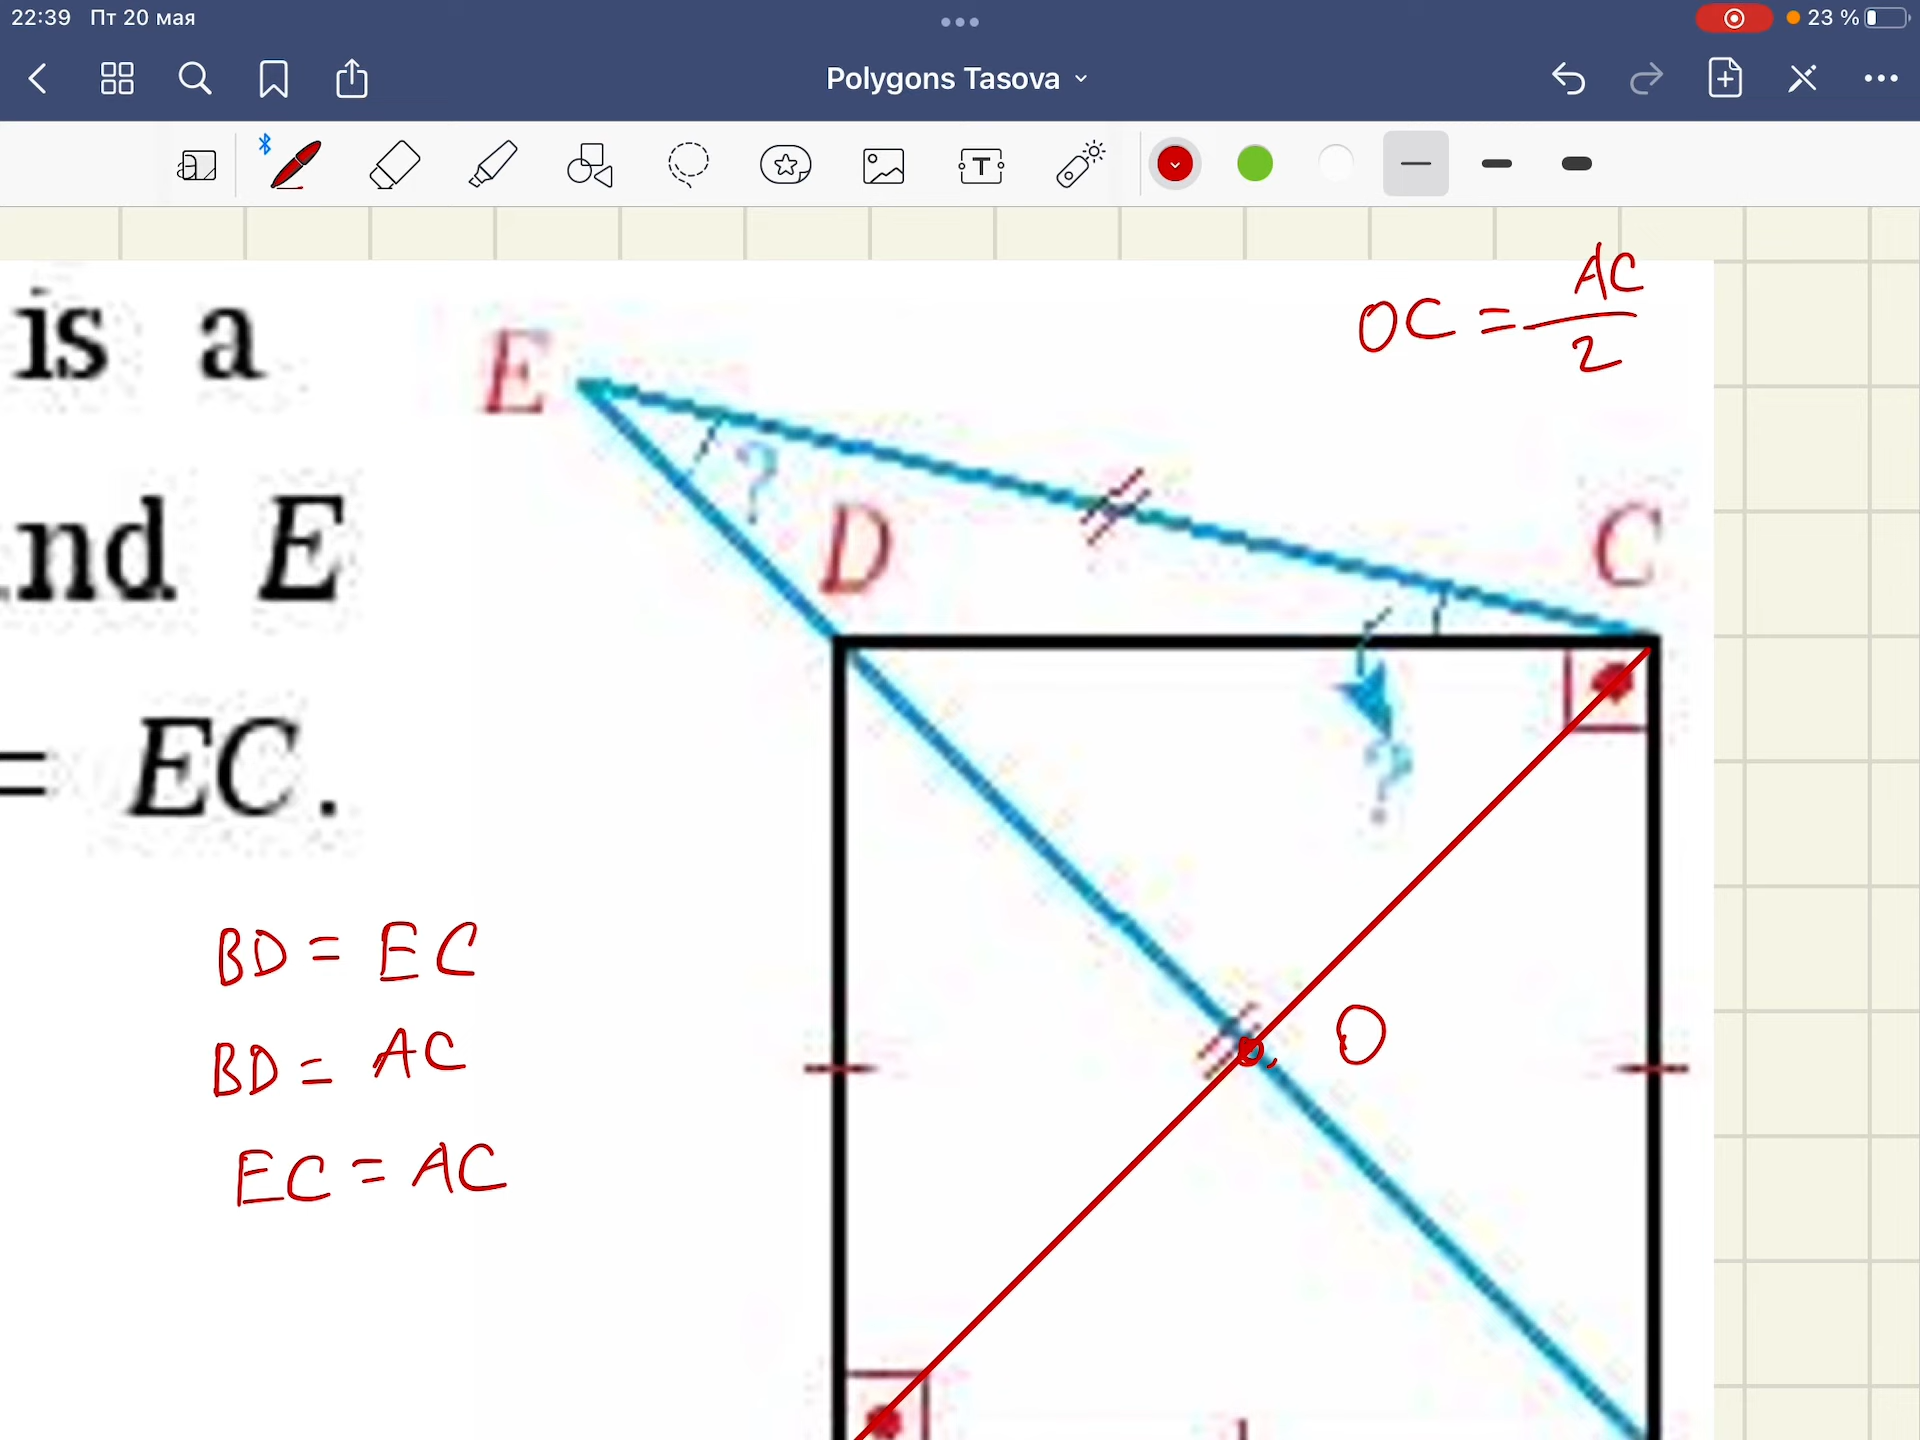 22:39 Пт 20 мая
23 %
Polygons Tasova
is a
nd E
= EC.
E
?
D
C
?
O
OC = AC/2
BD = EC
BD = AC
EC = AC